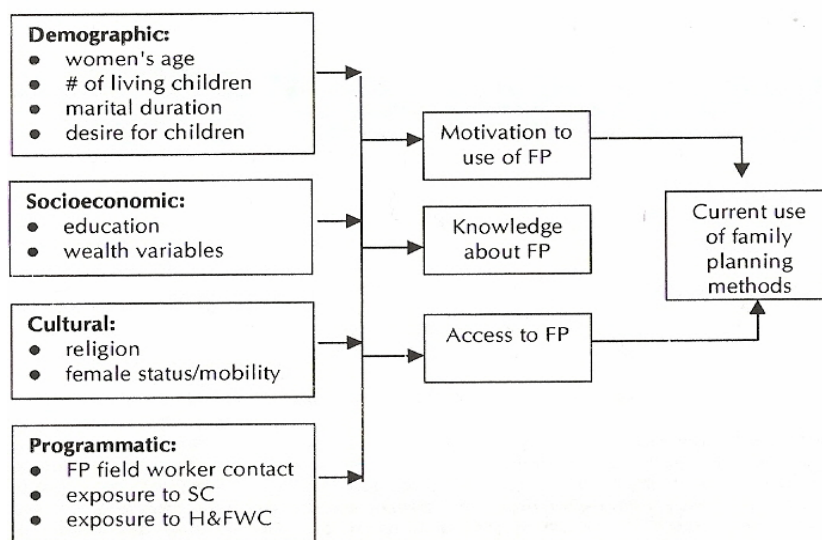 Demographic:
● women's age
● # of living children
● marital duration
● desire for children
Socioeconomic:
● education
● wealth variables
Cultural:
● religion
● female status/mobility
Programmatic:
● FP field worker contact
● exposure to SC
● exposure to H&FWC
Motivation to
use of FP
Knowledge
about FP
Access to FP
Current use
of family
planning
methods